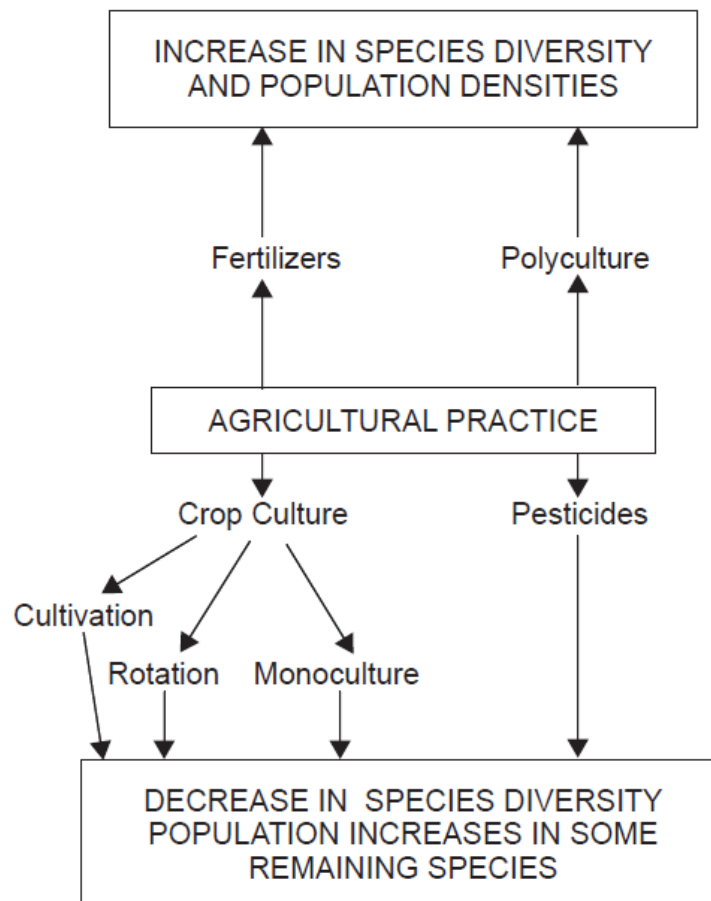 INCREASE IN SPECIES DIVERSITY
AND POPULATION DENSITIES
Fertilizers
Polyculture
AGRICULTURAL PRACTICE
Crop Culture
Pesticides
Cultivation
Rotation
Monoculture
DECREASE IN SPECIES DIVERSITY
POPULATION INCREASES IN SOME
REMAINING SPECIES